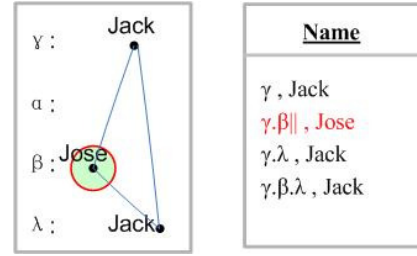 γ : Jack
α :
β : Jose
λ : Jack
Name
γ , Jack
γ.β|| , Jose
γ.λ , Jack
γ.β.λ , Jack